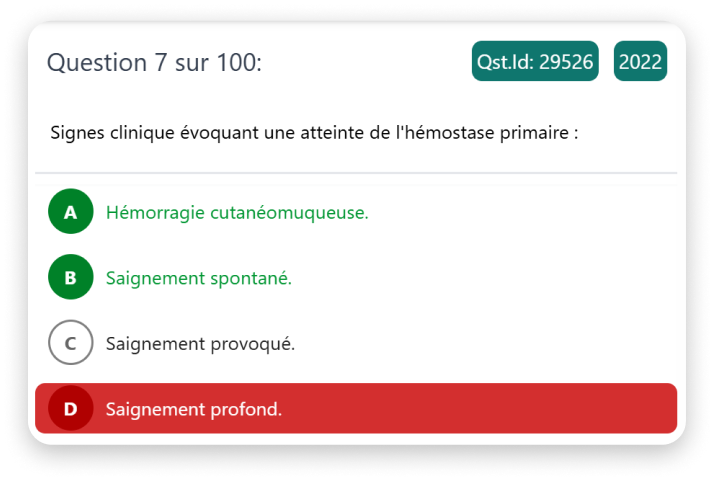 Question 7 sur 100:
Qst.Id: 29526
2022
Signes clinique évoquant une atteinte de l'hémostase primaire :
A Hémorragie cutanéomuqueuse.
B Saignement spontané.
C Saignement provoqué.
D Saignement profond.